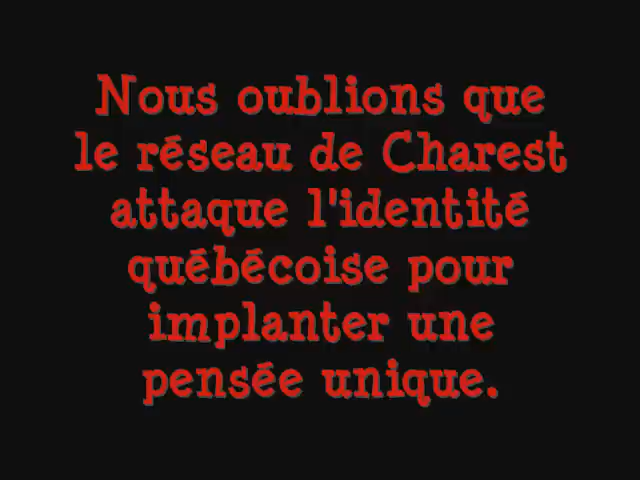 Nous oublions que
le réseau de Charest
attaque l'identité
québécoise pour
implanter une
pensée unique.